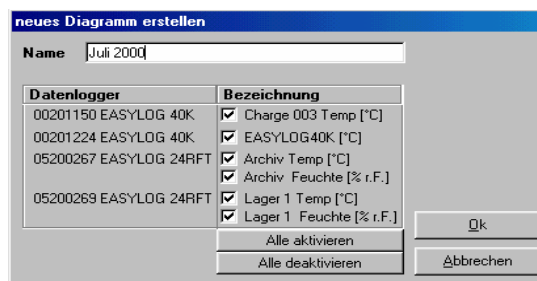 neues Diagramm erstellen
Name Juli 2000
Datenlogger Bezeichnung
00201150 EASYLOG 40K Charge 003 Temp [°C]
00201224 EASYLOG 40K EASYLOG40K [°C]
05200267 EASYLOG 24RFT Archiv Temp [°C]
Archiv Feuchte [% r.F.]
05200269 EASYLOG 24RFT Lager 1 Temp [°C]
Lager 1 Feuchte [% r.F.]
Ok
Alle aktivieren
Alle deaktivieren Abbrechen